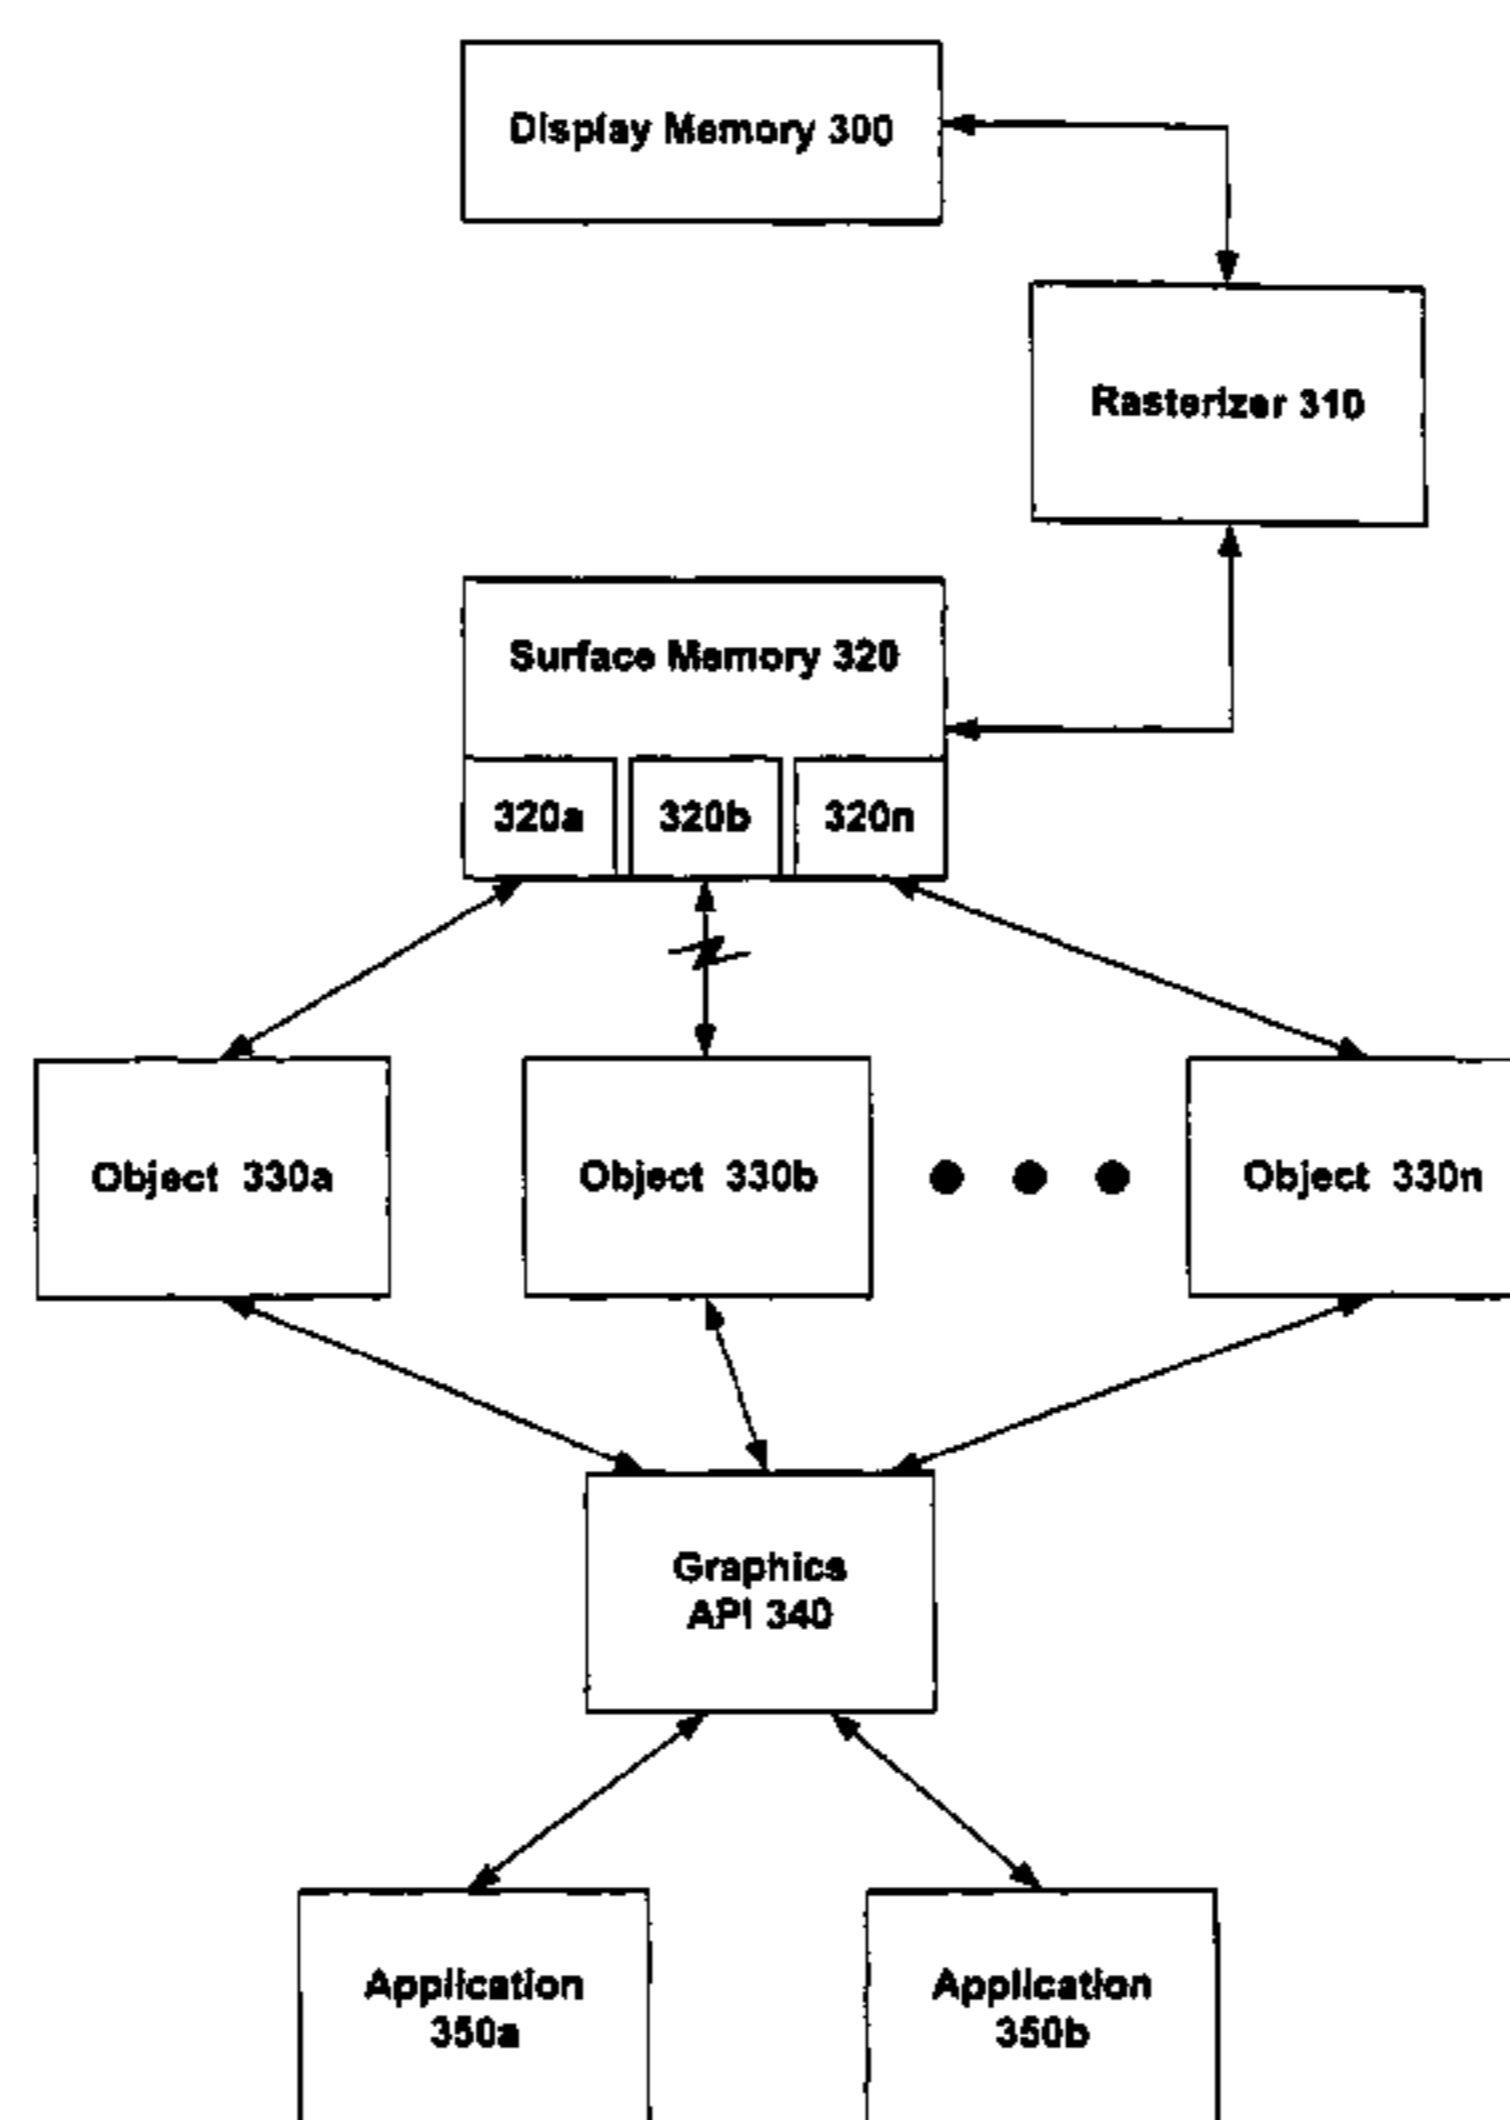 Display Memory 300
Rasterizer 310
Surface Memory 320
320a
320b
320n
Object 330a
Object 330b
Object 330n
Graphics
API 340
Application
350a
Application
350b